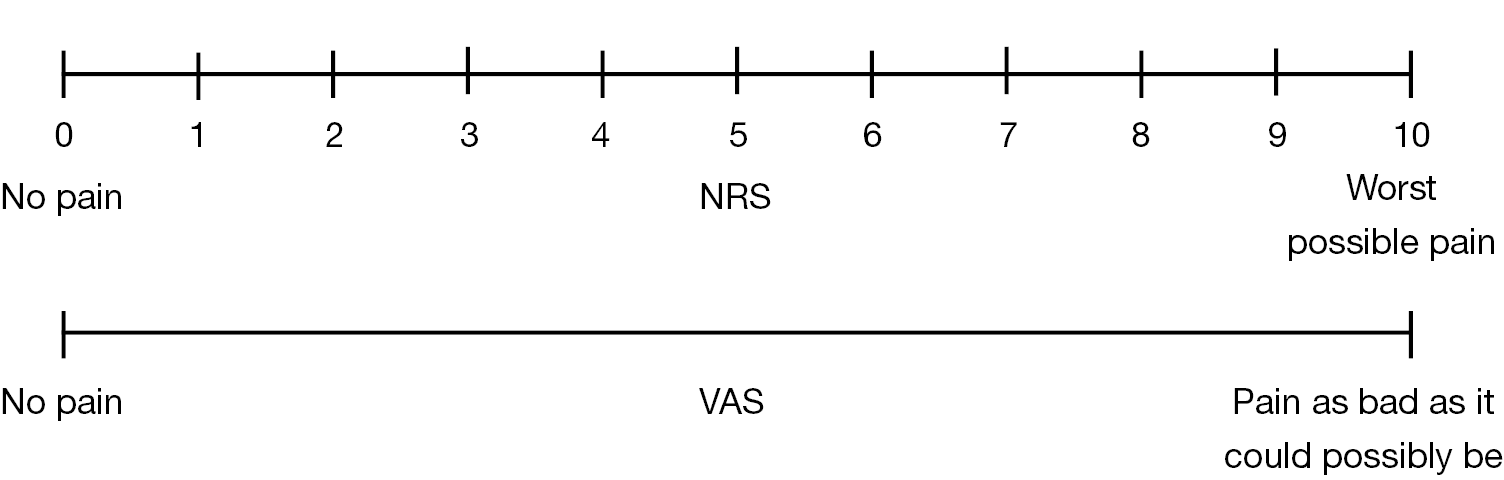 0 1 2 3 4 5 6 7 8 9 10
No pain NRS Worst
possible pain
No pain VAS Pain as bad as it
could possibly be